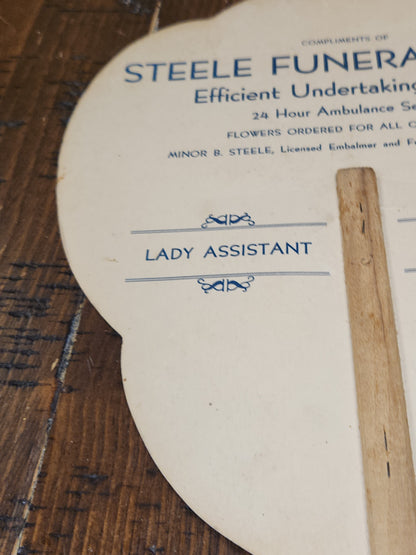 COMPLIMENTS OF
STEELE FUNERA
Efficient Undertaking
24 Hour Ambulance Se
FLOWERS ORDERED FOR ALL
MINOR B. STEELE, Licensed Embalmer and
LADY ASSISTANT